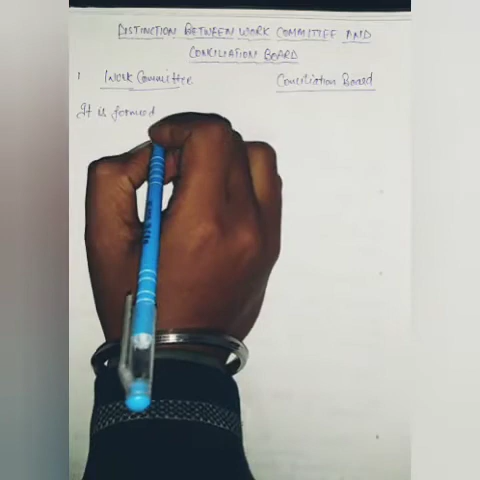 DISTINCTION BETWEEN WORK COMMITTEE AND
CONCILIATION BOARD
1 Work Committee Conciliation Board
It is formed